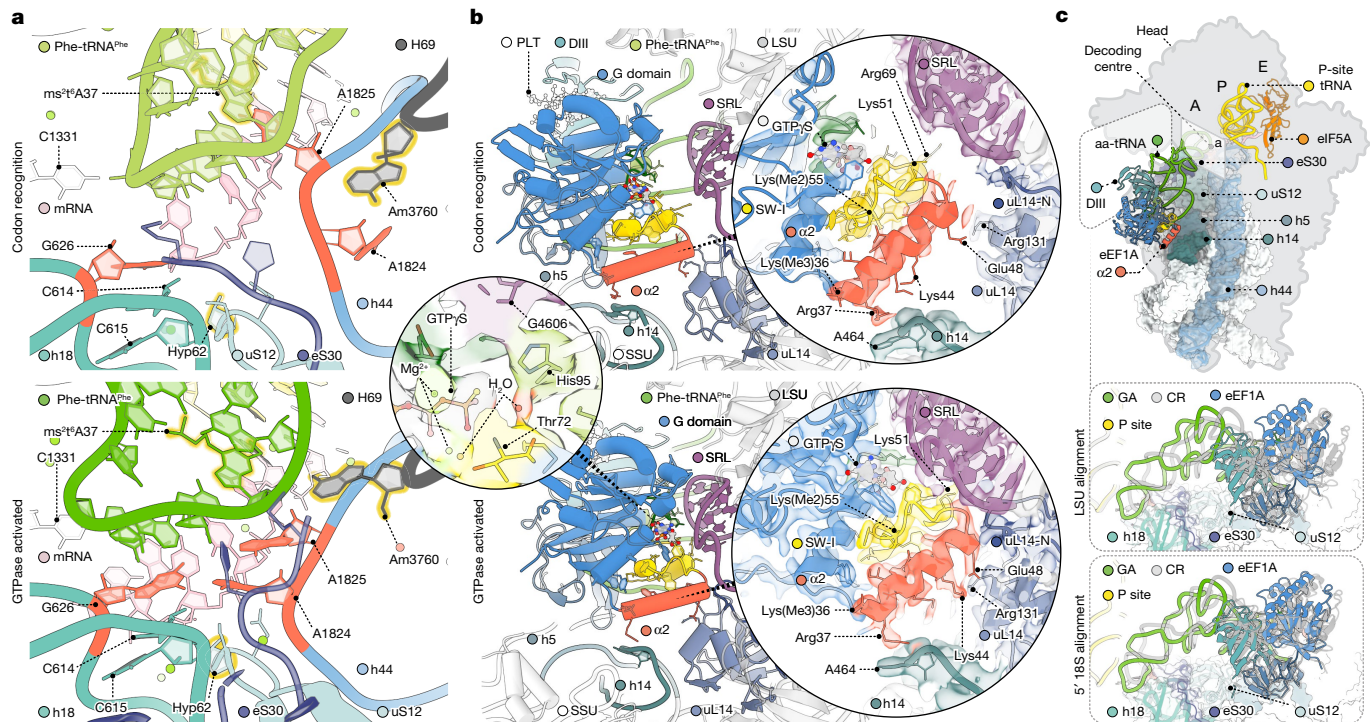 a
Phe-tRNAPhe
H69
ms2t6A37
A1825
C1331
Codon recognition
mRNA
Am3760
G626
A1824
C614
C615
Hyp62
h44
h18
uS12
eS30
Phe-tRNAPhe
H69
ms2t6A37
C1331
mRNA
Am3760
GTPase activated
A1825
G626
A1824
C614
h44
h18
C615
Hyp62
eS30
uS12
GTPγS
G4606
Mg2+
H2O
His95
Thr72
b
PLT
DIII
Phe-tRNAPhe
LSU
G domain
SRL
Codon recognition
h5
α2
h14
SSU
uL14
Arg69
SRL
Lys51
GTPγS
Lys(Me2)55
SW-I
uL14-N
α2
Arg131
Lys(Me3)36
Glu48
uL14
Arg37
Lys44
A464
h14
Phe-tRNAPhe
LSU
G domain
SRL
GTPase activated
α2
h5
h14
SSU
uL14
SRL
GTPγS
Lys51
Lys(Me2)55
SW-I
uL14-N
α2
Glu48
Lys(Me3)36
Arg131
Arg37
uL14
A464
Lys44
h14
c
Head
Decoding
centre
E
P-site
tRNA
P
A
a
eIF5A
aa-tRNA
eS30
DIII
uS12
h5
h14
eEF1A
α2
h44
GA
CR
eEF1A
P site
LSU alignment
h18
eS30
uS12
GA
CR
eEF1A
P site
5′ 18S alignment
h18
eS30
uS12